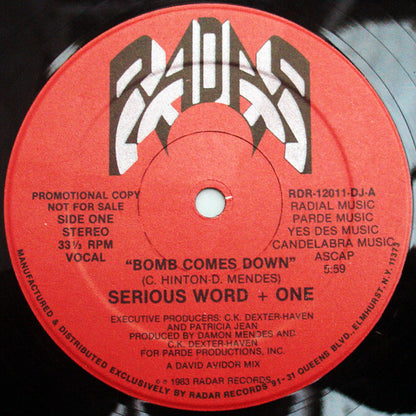 RADAR
PROMOTIONAL COPY
NOT FOR SALE
SIDE ONE
STEREO
33⅓ RPM
VOCAL
RDR-12011-DJ-A
RADIAL MUSIC
PARDE MUSIC
YES DES MUSIC
CANDELABRA MUSIC
ASCAP
5:59
"BOMB COMES DOWN"
(C. HINTON-D. MENDES)
SERIOUS WORD + ONE
EXECUTIVE PRODUCERS: C.K. DEXTER-HAVEN
AND PATRICIA JEAN
PRODUCED BY DAMON MENDES AND
C.K. DEXTER-HAVEN
FOR PARDE PRODUCTIONS, INC.
A DAVID AVIDOR MIX
℗ © 1983 RADAR RECORDS
MANUFACTURED & DISTRIBUTED EXCLUSIVELY BY RADAR RECORDS 91-31 QUEENS BLVD., ELMHURST, N.Y. 11373